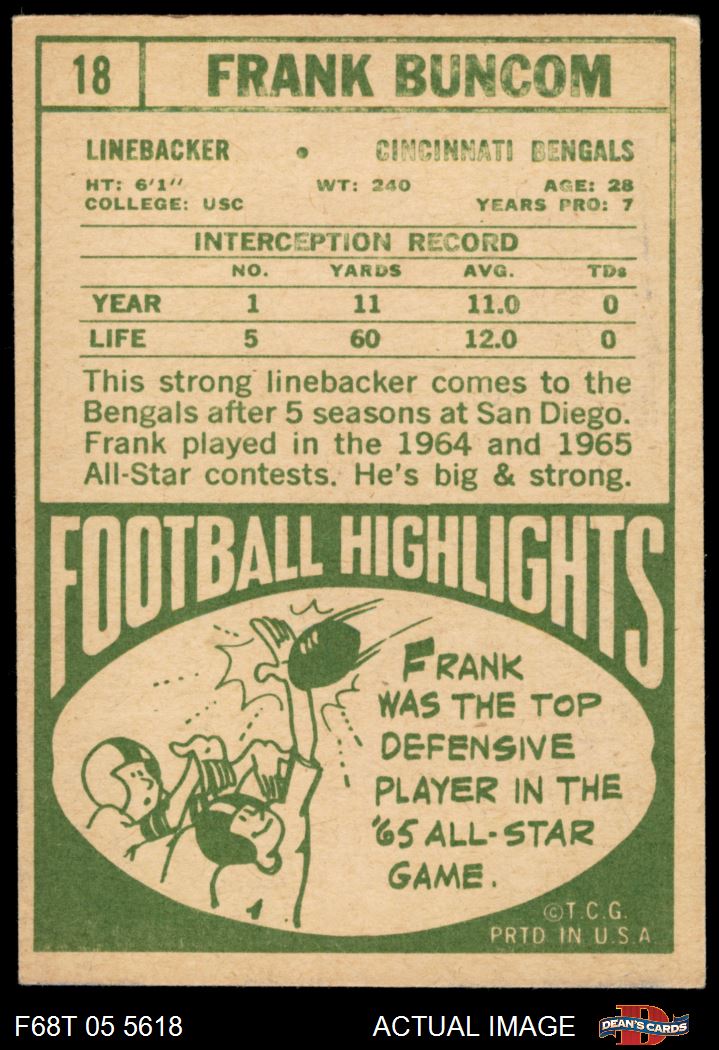 18 FRANK BUNCOM
LINEBACKER • CINCINNATI BENGALS
HT: 6'1" WT: 240 AGE: 28
COLLEGE: USC YEARS PRO: 7
INTERCEPTION RECORD
NO. YARDS AVG. TDs
YEAR 1 11 11.0 0
LIFE 5 60 12.0 0
This strong linebacker comes to the
Bengals after 5 seasons at San Diego.
Frank played in the 1964 and 1965
All-Star contests. He's big & strong.
FOOTBALL HIGHLIGHTS
FRANK
WAS THE TOP
DEFENSIVE
PLAYER IN THE
'65 ALL-STAR
GAME.
©T.C.G.
PRTD IN U.S.A
F68T 05 5618 ACTUAL IMAGE DEAN'S CARDS